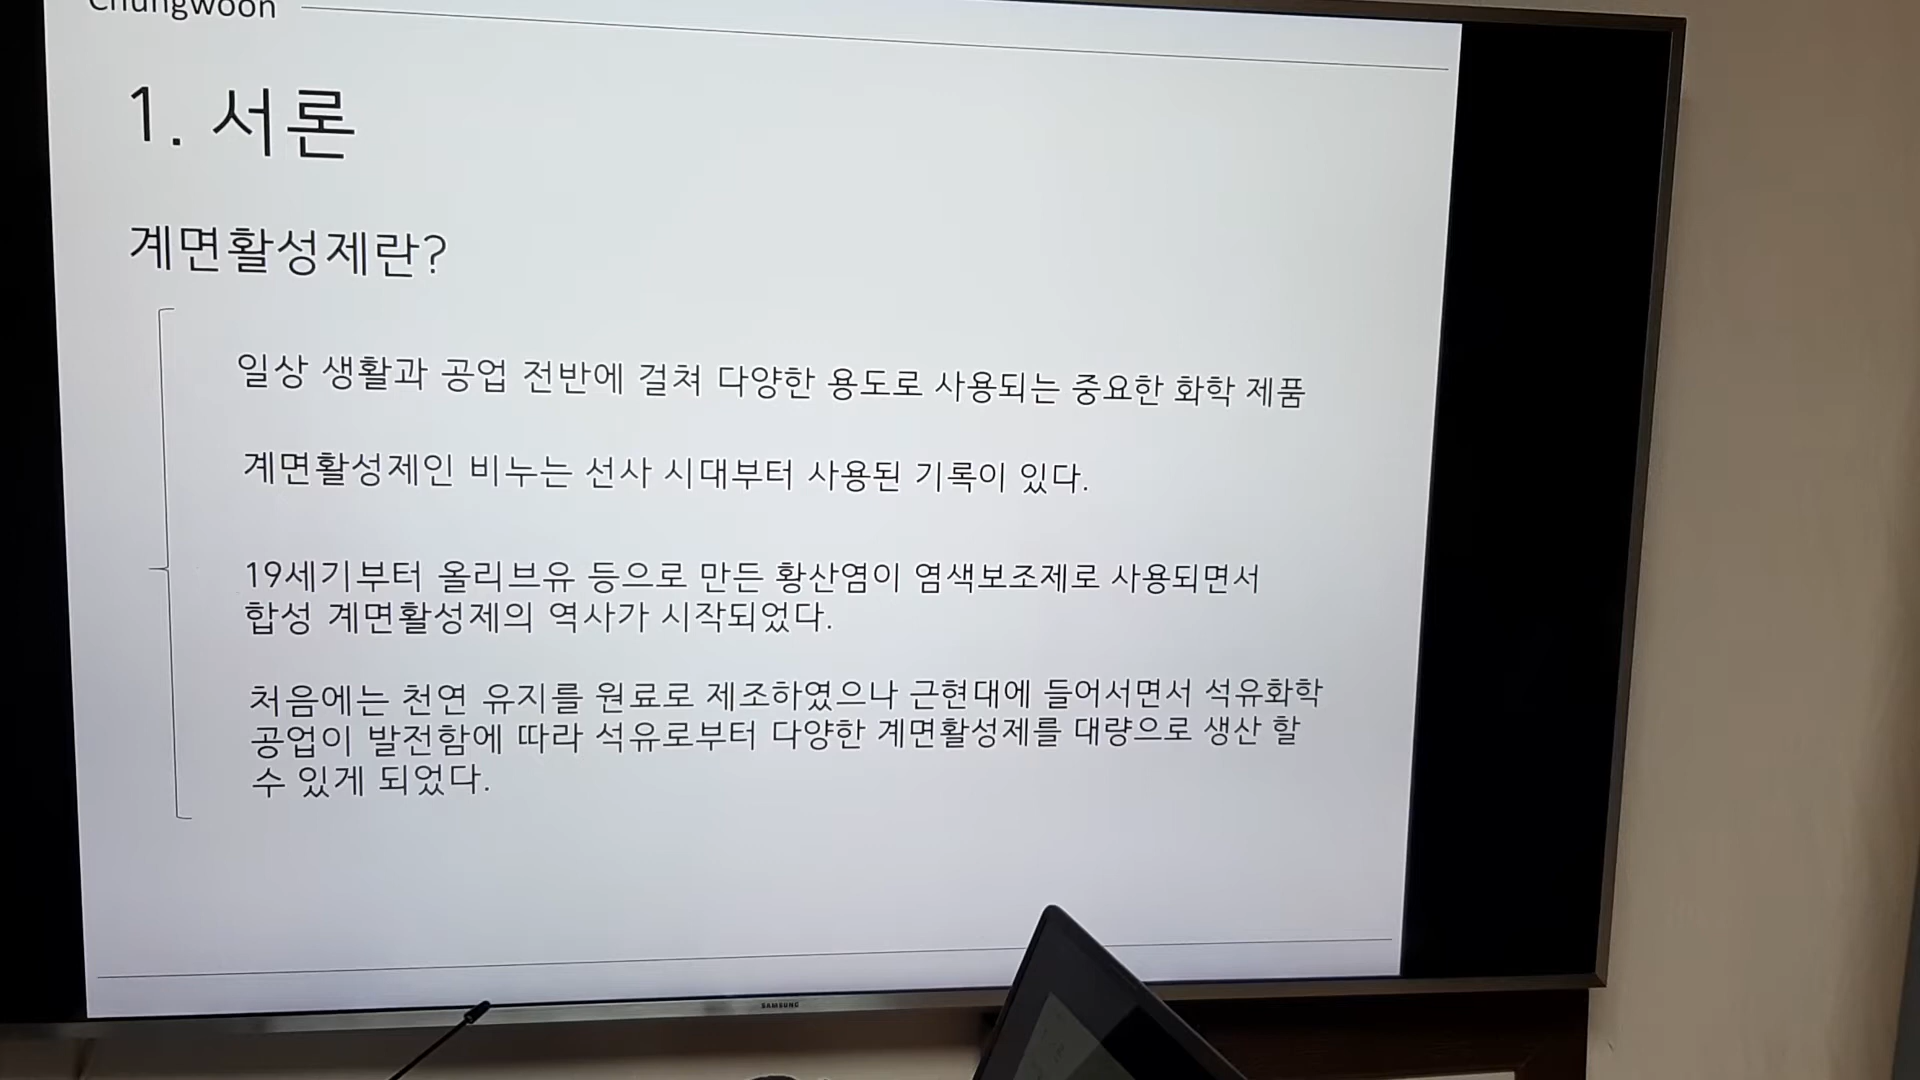 Chungwoon
1. 서론
계면활성제란?
일상 생활과 공업 전반에 걸쳐 다양한 용도로 사용되는 중요한 화학 제품
계면활성제인 비누는 선사 시대부터 사용된 기록이 있다.
19세기부터 올리브유 등으로 만든 황산염이 염색보조제로 사용되면서
합성 계면활성제의 역사가 시작되었다.
처음에는 천연 유지를 원료로 제조하였으나 근현대에 들어서면서 석유화학
공업이 발전함에 따라 석유로부터 다양한 계면활성제를 대량으로 생산 할
수 있게 되었다.
SAMSUNG